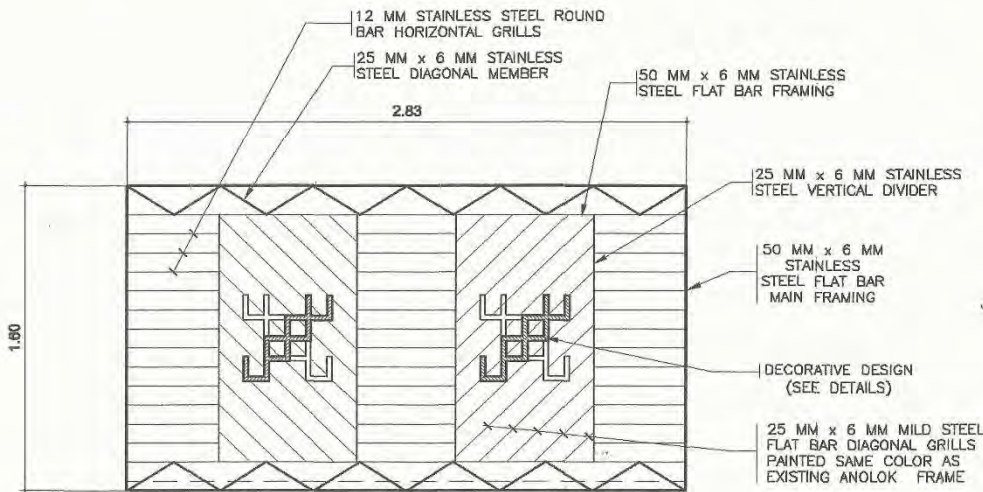 12 MM STAINLESS STEEL ROUND
BAR HORIZONTAL GRILLS
25 MM x 6 MM STAINLESS
STEEL DIAGONAL MEMBER
50 MM x 6 MM STAINLESS
STEEL FLAT BAR FRAMING
2.83
25 MM x 6 MM STAINLESS
STEEL VERTICAL DIVIDER
50 MM x 6 MM
STAINLESS
STEEL FLAT BAR
MAIN FRAMING
1.60
DECORATIVE DESIGN
(SEE DETAILS)
25 MM x 6 MM MILD STEEL
FLAT BAR DIAGONAL GRILLS
PAINTED SAME COLOR AS
EXISTING ANOLOK FRAME